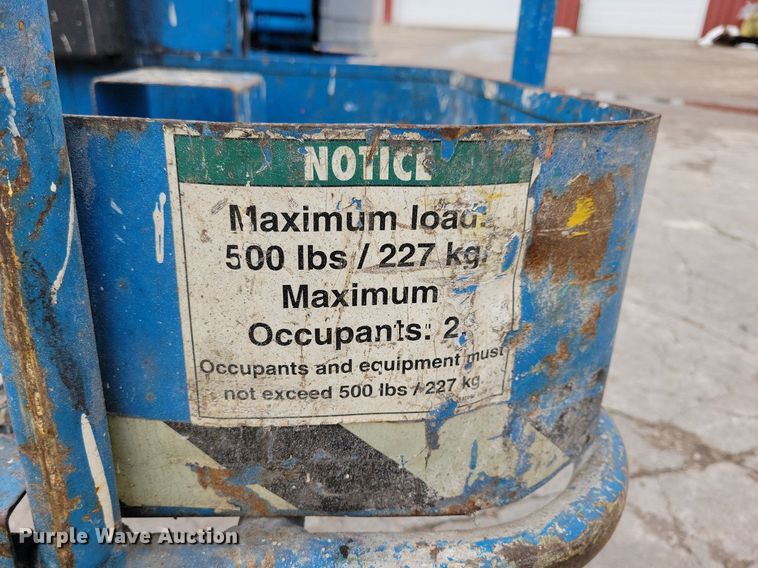 NOTICE
Maximum load:
500 lbs / 227 kg.
Maximum
Occupants: 2
Occupants and equipment must
not exceed 500 lbs / 227 kg.
Purple Wave Auction